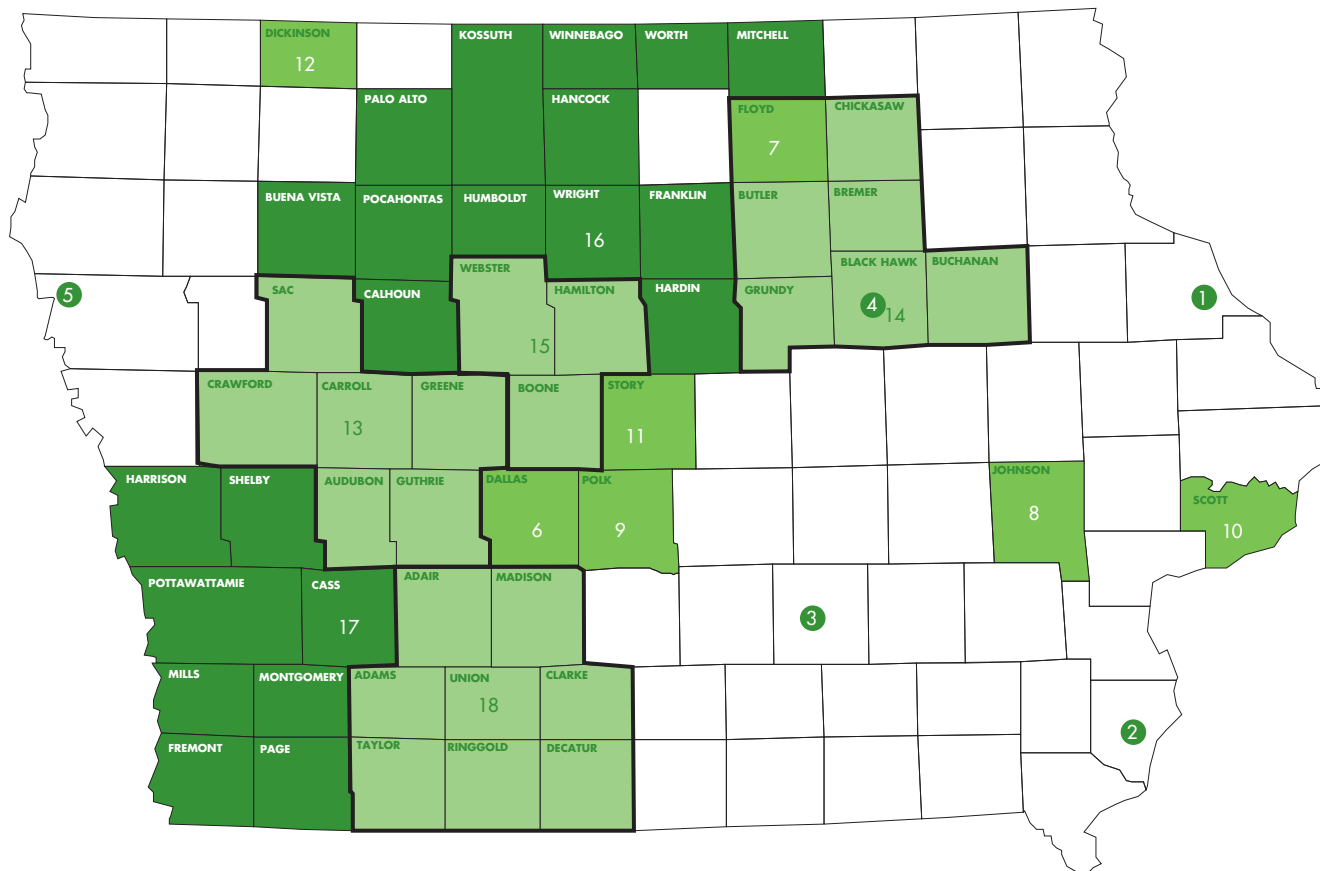 DICKINSON
12
KOSSUTH
WINNEBAGO
WORTH
MITCHELL
PALO ALTO
HANCOCK
FLOYD
7
CHICKASAW
BUENA VISTA
POCAHONTAS
HUMBOLDT
WRIGHT
16
FRANKLIN
BUTLER
BREMER
5
SAC
CALHOUN
WEBSTER
HAMILTON
15
HARDIN
GRUNDY
BLACK HAWK
4
14
BUCHANAN
1
CRAWFORD
CARROLL
13
GREENE
BOONE
STORY
11
HARRISON
SHELBY
AUDUBON
GUTHRIE
DALLAS
6
POLK
9
JOHNSON
8
SCOTT
10
POTTAWATTAMIE
CASS
17
ADAIR
MADISON
3
MILLS
MONTGOMERY
ADAMS
UNION
18
CLARKE
2
FREMONT
PAGE
TAYLOR
RINGGOLD
DECATUR